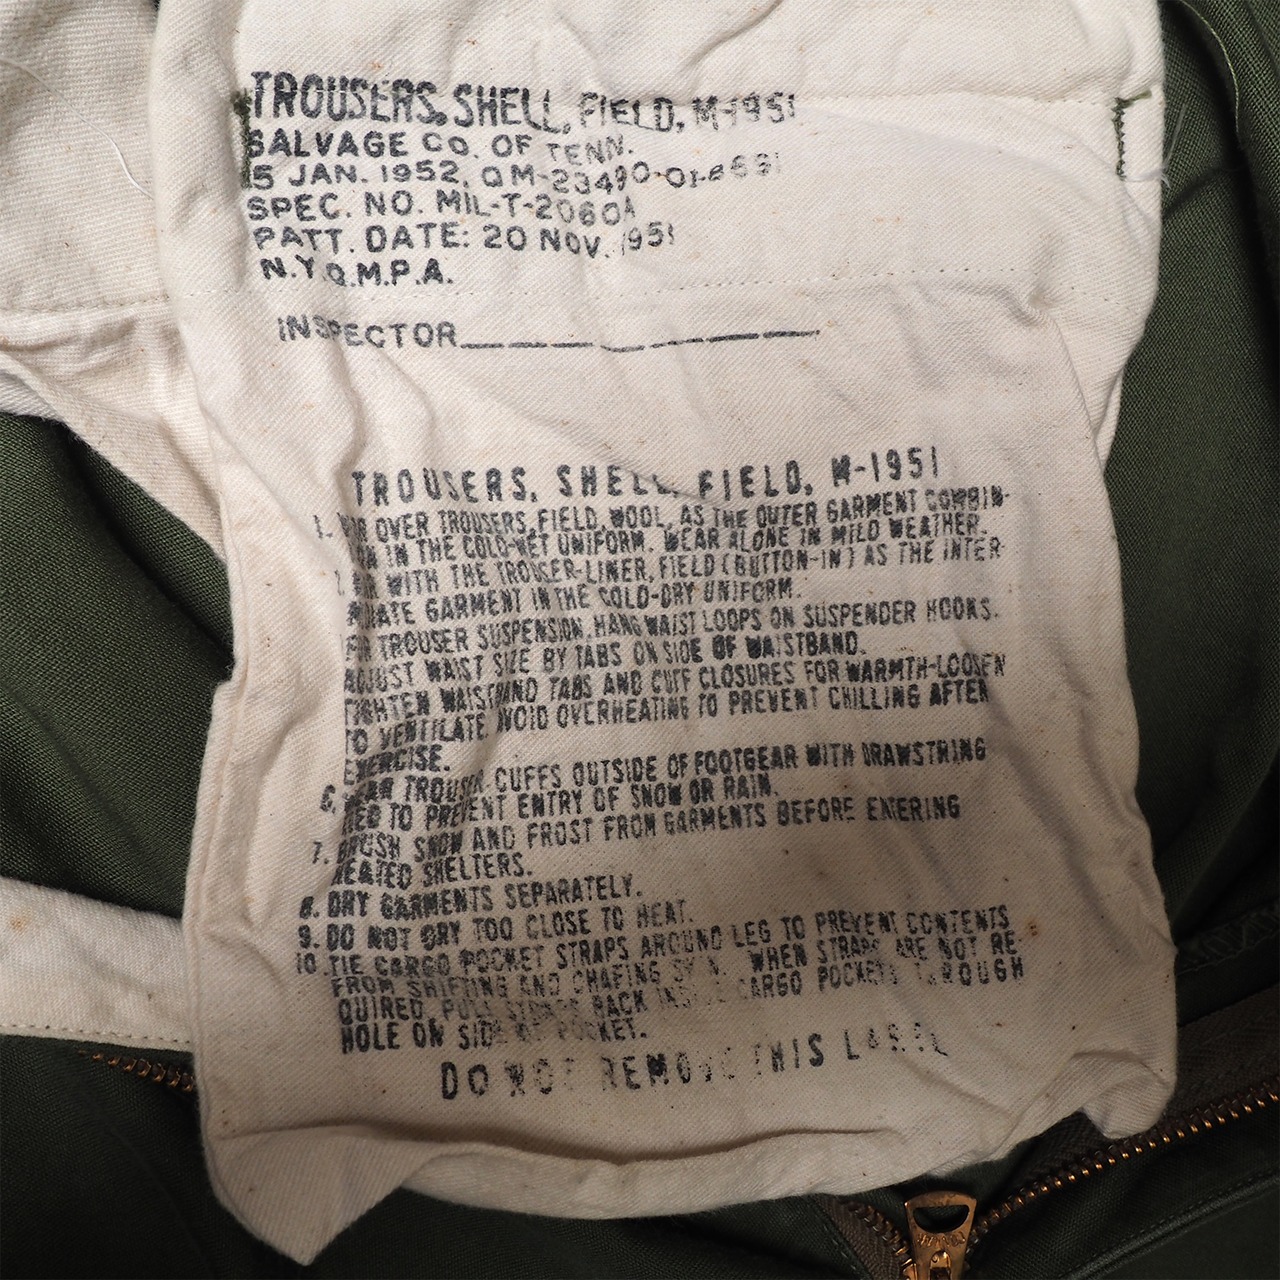 TROUSERS, SHELL, FIELD, M-1951
SALVAGE CO. OF TENN.
15 JAN. 1952, QM-23490-OI-
SPEC. NO. MIL-T-2060A
PATT. DATE: 20 NOV. 1951
N.Y.Q.M.P.A.
INSPECTOR
TROUSERS, SHELL, FIELD, M-1951
1. OVER TROUSERS, FIELD, WOOL, AS THE OUTER GARMENT COMBIN-
IN THE COLD-WET UNIFORM. WEAR ALONE IN MILD WEATHER.
2. WITH THE TROUSER-LINER, FIELD (BUTTON-IN) AS THE INTER-
GARMENT IN THE COLD-DRY UNIFORM.
TROUSER SUSPENSION, HANG WAIST LOOPS ON SUSPENDER HOOKS.
ADJUST WAIST SIZE BY TABS ON SIDE OF WAISTBAND.
TIGHTEN WAISTBAND TABS AND CUFF CLOSURES FOR WARMTH-LOOSEN
TO VENTILATE. AVOID OVERHEATING TO PREVENT CHILLING AFTER
EXERCISE.
6. WEAR TROUSER CUFFS OUTSIDE OF FOOTGEAR WITH DRAWSTRING
TIED TO PREVENT ENTRY OF SNOW OR RAIN.
7. BRUSH SNOW AND FROST FROM GARMENTS BEFORE ENTERING
HEATED SHELTERS.
8. DRY GARMENTS SEPARATELY.
9. DO NOT DRY TOO CLOSE TO HEAT.
10. TIE CARGO POCKET STRAPS AROUND LEG TO PREVENT CONTENTS
FROM SHIFTING AND CHAFING SKIN. WHEN STRAPS ARE NOT RE-
QUIRED, PULL STRAPS BACK INSIDE CARGO POCKETS THROUGH
HOLE ON SIDE OF POCKET.
DO NOT REMOVE THIS LABEL